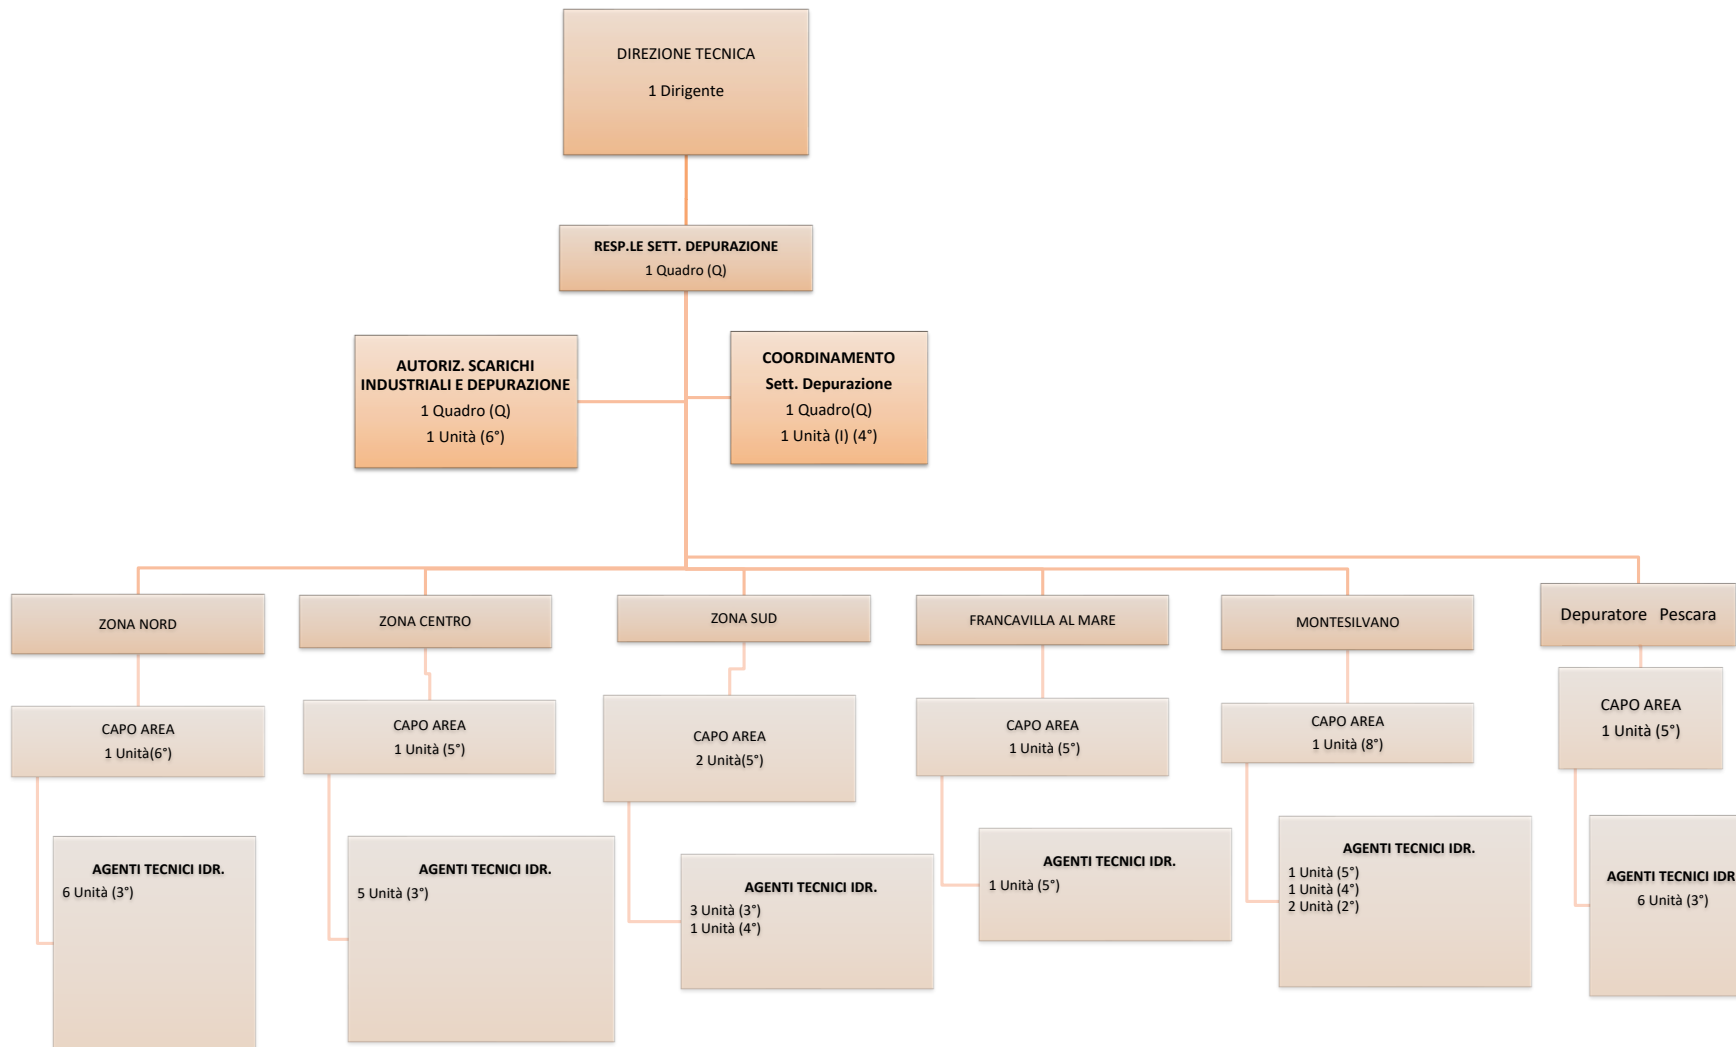 DIREZIONE TECNICA
1 Dirigente
RESP.LE SETT. DEPURAZIONE
1 Quadro (Q)
AUTORIZ. SCARICHI
INDUSTRIALI E DEPURAZIONE
1 Quadro (Q)
1 Unità (6°)
COORDINAMENTO
Sett. Depurazione
1 Quadro(Q)
1 Unità (I) (4°)
ZONA NORD
ZONA CENTRO
ZONA SUD
FRANCAVILLA AL MARE
MONTESILVANO
Depuratore Pescara
CAPO AREA
1 Unità(6°)
CAPO AREA
1 Unità (5°)
CAPO AREA
2 Unità(5°)
CAPO AREA
1 Unità (5°)
CAPO AREA
1 Unità (8°)
CAPO AREA
1 Unità (5°)
AGENTI TECNICI IDR.
6 Unità (3°)
AGENTI TECNICI IDR.
5 Unità (3°)
AGENTI TECNICI IDR.
3 Unità (3°)
1 Unità (4°)
AGENTI TECNICI IDR.
1 Unità (5°)
AGENTI TECNICI IDR.
1 Unità (5°)
1 Unità (4°)
2 Unità (2°)
AGENTI TECNICI IDR
6 Unità (3°)